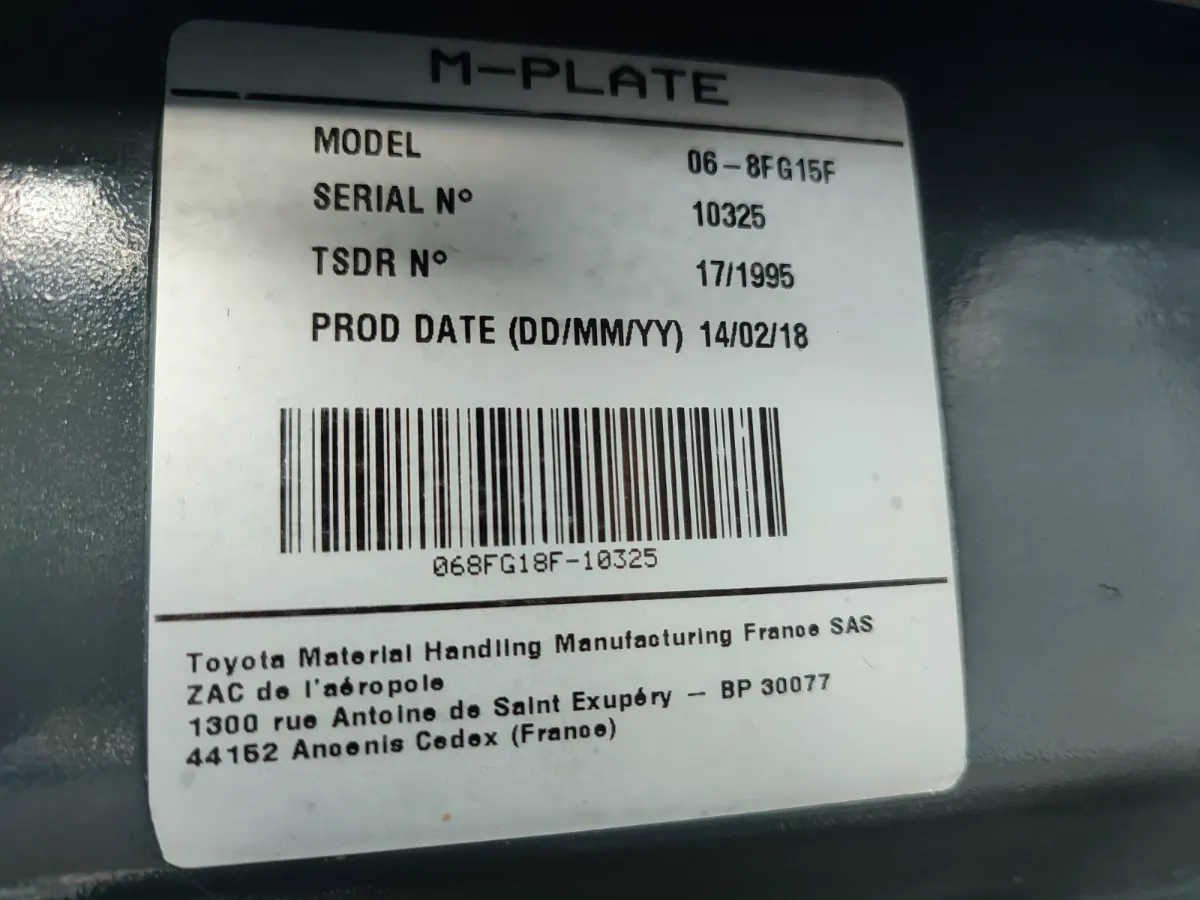 M-PLATE
MODEL 06-8FG15F
SERIAL N° 10325
TSDR N° 17/1995
PROD DATE (DD/MM/YY) 14/02/18
068FG18F-10325
Toyota Material Handling Manufacturing France SAS
ZAC de l'aéropole
1300 rue Antoine de Saint Exupéry – BP 30077
44152 Ancenis Cedex (France)